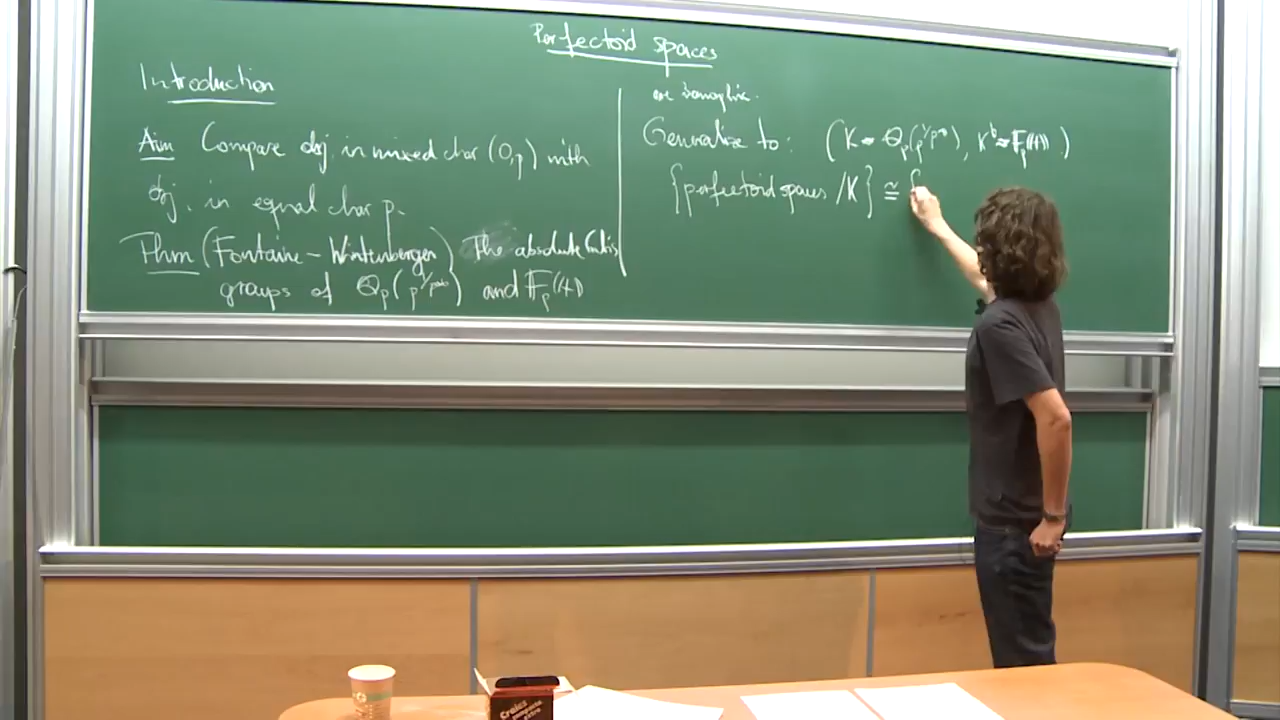 Perfectoid spaces
Introduction
Aim Compare obj. in mixed char (0,p) with
obj. in equal char p.
Thm (Fontaine – Wintenberger) The absolute Galois
groups of ℚ_p(p^{1/p^∞}) and 𝔽_p((t))
are isomorphic.
Generalize to: (K = ℚ_p(p^{1/p^∞}), K^♭ = 𝔽_p((t)).)
{perfectoid spaces /K} ≅ {